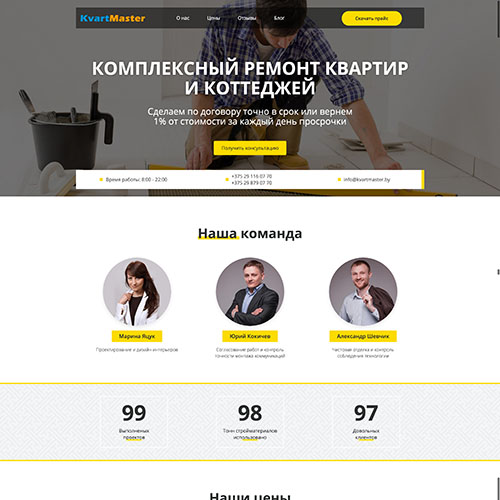 KvartMaster О нас Цены Отзывы Блог Скачать прайс
КОМПЛЕКСНЫЙ РЕМОНТ КВАРТИР
И КОТТЕДЖЕЙ
Сделаем по договору точно в срок или вернем
1% от стоимости за каждый день просрочки
Получить консультацию
Время работы: 8:00 - 22:00
+375 29 116 07 70
+375 29 879 07 70
info@kvartmaster.by
Наша команда
Марина Яцук
Проектирование и дизайн интерьеров
Юрий Кокичев
Согласование работ и контроль
точности монтажа коммуникаций
Александр Шевчик
Чистовая отделка и контроль
соблюдения технологии
99
Выполненых
проектов
98
Тонн стройматериалов
использовано
97
Довольных
клиентов
Наши цены